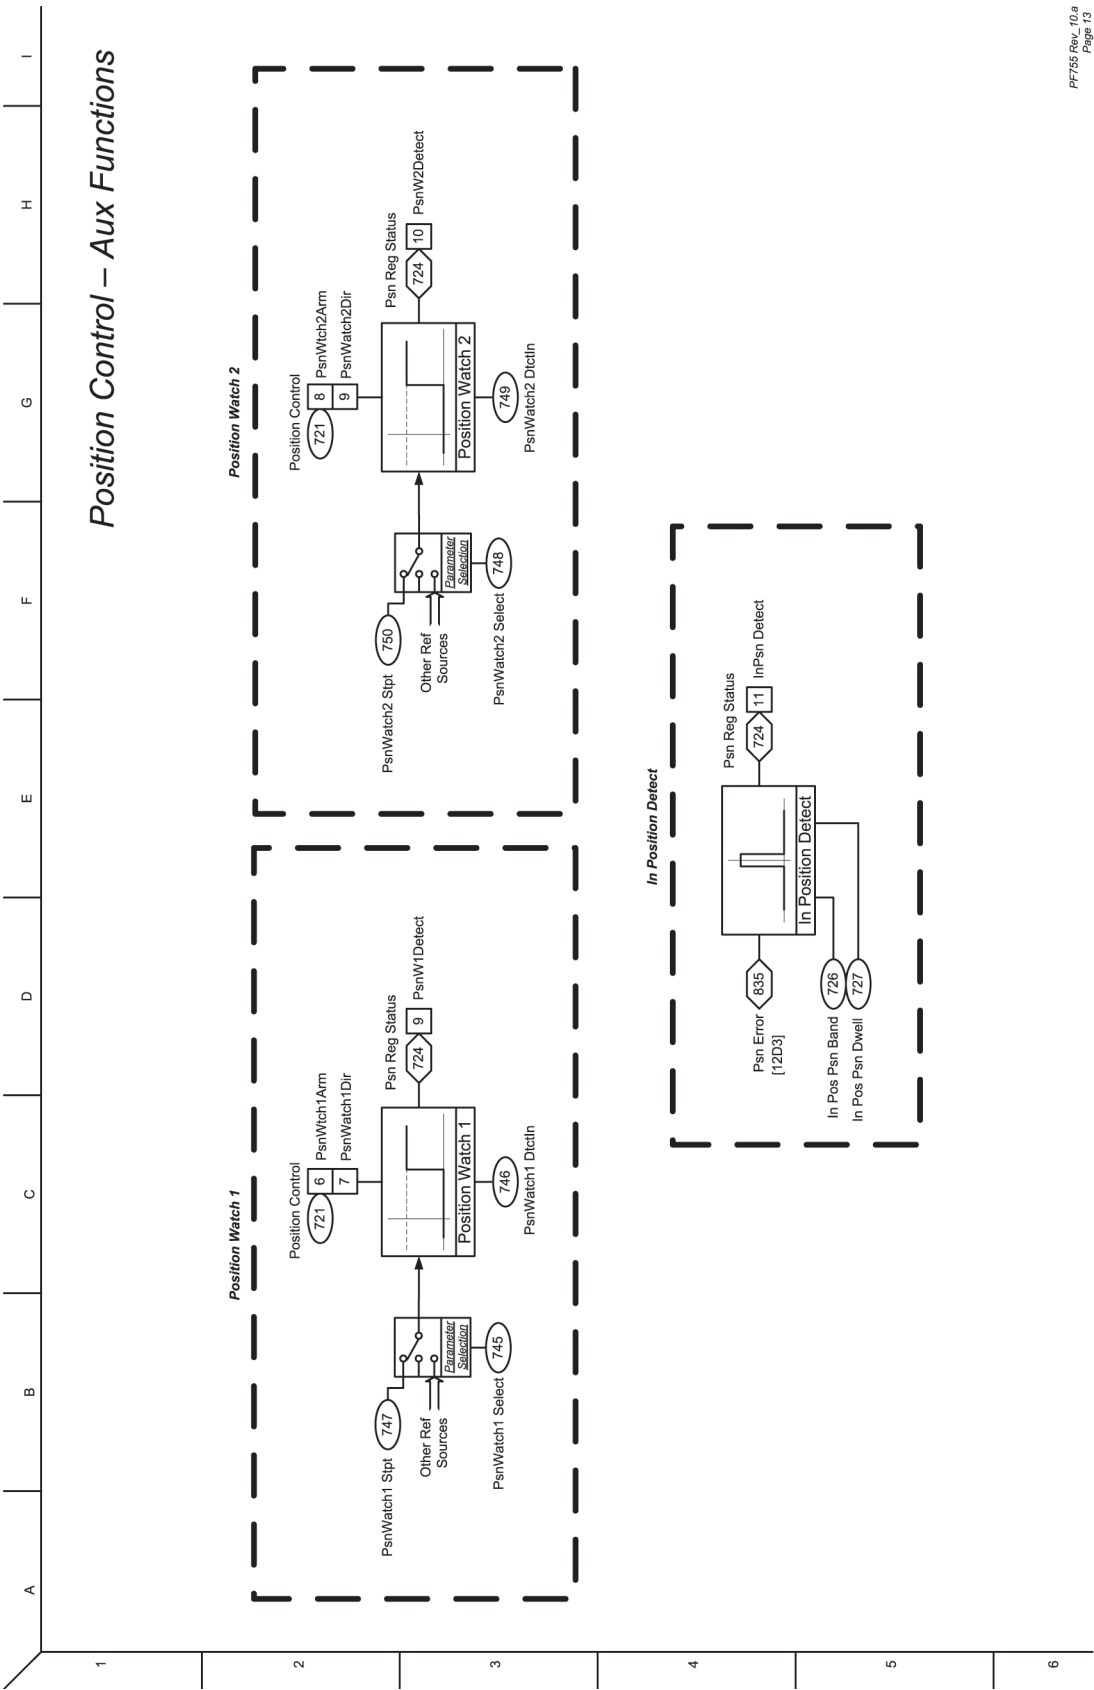 A
B
C
D
E
F
G
H
I
1
2
3
4
5
6
Position Control – Aux Functions
Position Watch 1
Position Control
721
6
PsnWtch1Arm
7
PsnWatch1Dir
PsnWatch1 Stpt
747
Other Ref
Sources
Parameter
Selection
PsnWatch1 Select
745
Position Watch 1
746
PsnWatch1 DtctIn
Psn Reg Status
724
9
PsnW1Detect
Position Watch 2
Position Control
721
8
PsnWtch2Arm
9
PsnWatch2Dir
PsnWatch2 Stpt
750
Other Ref
Sources
Parameter
Selection
PsnWatch2 Select
748
Position Watch 2
749
PsnWatch2 DtctIn
Psn Reg Status
724
10
PsnW2Detect
In Position Detect
Psn Error
[12D3]
835
In Position Detect
In Pos Psn Band
726
In Pos Psn Dwell
727
Psn Reg Status
724
11
InPsn Detect
PF755 Rev_10.a
Page 13